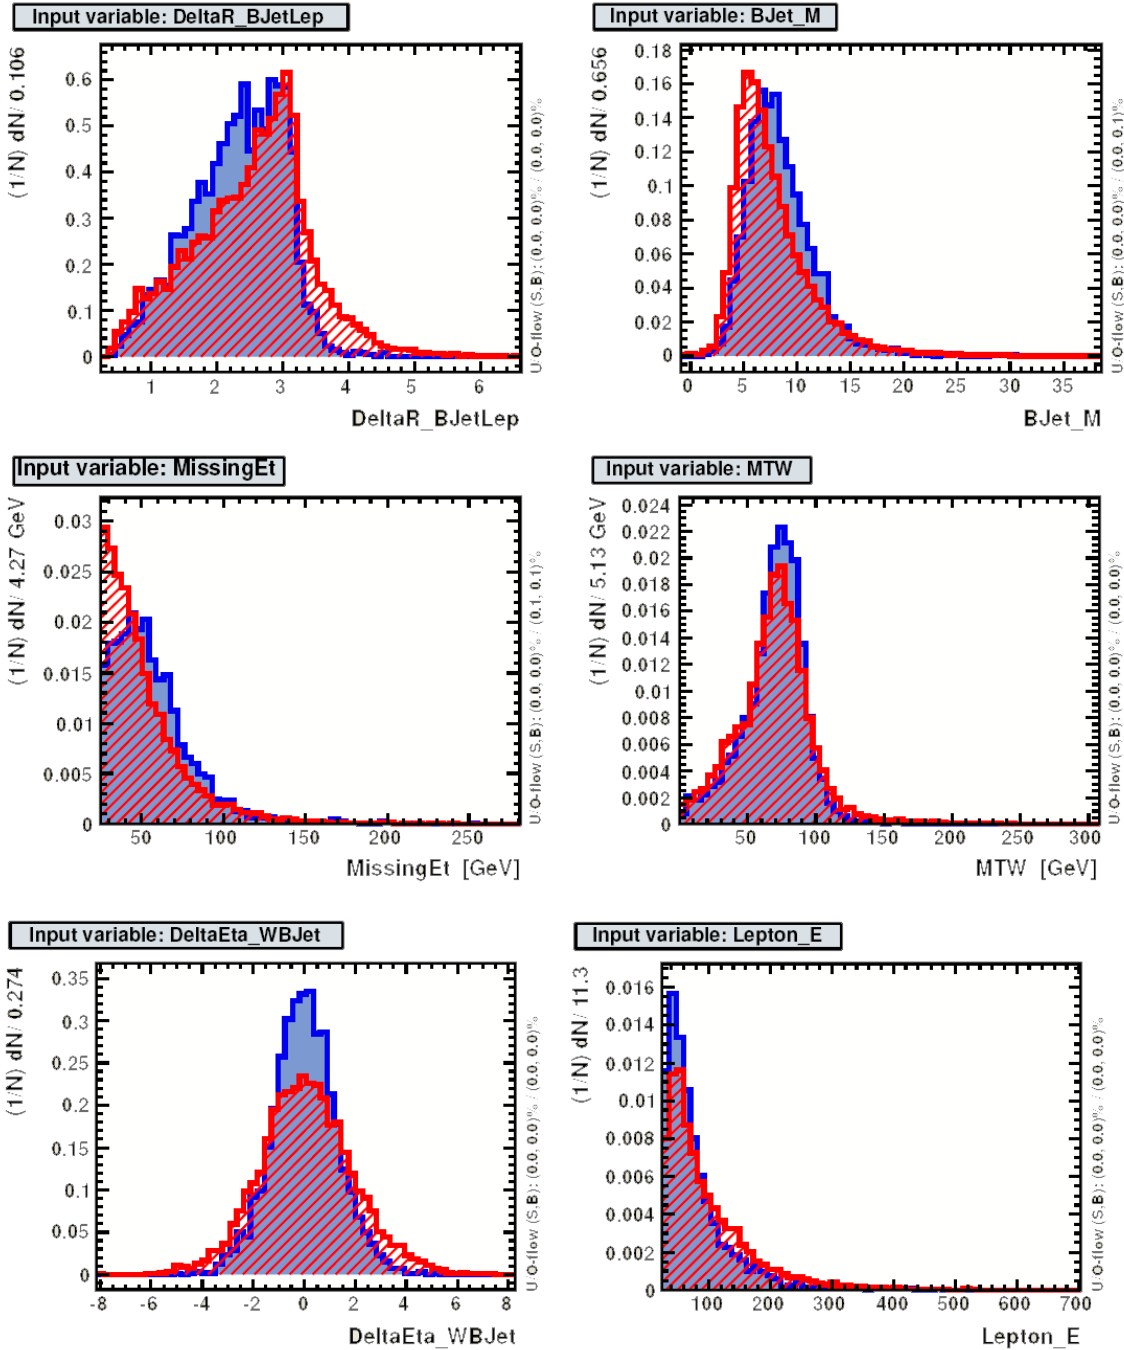 Input variable: DeltaR_BJetLep
(1/N) dN/ 0.106
0.6
0.5
0.4
0.3
0.2
0.1
0
1 2 3 4 5 6
DeltaR_BJetLep
U/O-flow (S,B): (0.0, 0.0)% / (0.0, 0.0)%
Input variable: BJet_M
(1/N) dN/ 0.656
0.18
0.16
0.14
0.12
0.1
0.08
0.06
0.04
0.02
0
0 5 10 15 20 25 30 35
BJet_M
U/O-flow (S,B): (0.0, 0.0)% / (0.0, 0.1)%
Input variable: MissingEt
(1/N) dN/ 4.27 GeV
0.03
0.025
0.02
0.015
0.01
0.005
0
50 100 150 200 250
MissingEt [GeV]
U/O-flow (S,B): (0.0, 0.0)% / (0.1, 0.1)%
Input variable: MTW
(1/N) dN/ 5.13 GeV
0.024
0.022
0.02
0.018
0.016
0.014
0.012
0.01
0.008
0.006
0.004
0.002
0
50 100 150 200 250 300
MTW [GeV]
U/O-flow (S,B): (0.0, 0.0)% / (0.0, 0.0)%
Input variable: DeltaEta_WBJet
(1/N) dN/ 0.274
0.35
0.3
0.25
0.2
0.15
0.1
0.05
0
-8 -6 -4 -2 0 2 4 6 8
DeltaEta_WBJet
U/O-flow (S,B): (0.0, 0.0)% / (0.0, 0.0)%
Input variable: Lepton_E
(1/N) dN/ 11.3
0.016
0.014
0.012
0.01
0.008
0.006
0.004
0.002
0
100 200 300 400 500 600 700
Lepton_E
U/O-flow (S,B): (0.0, 0.0)% / (0.0, 0.0)%